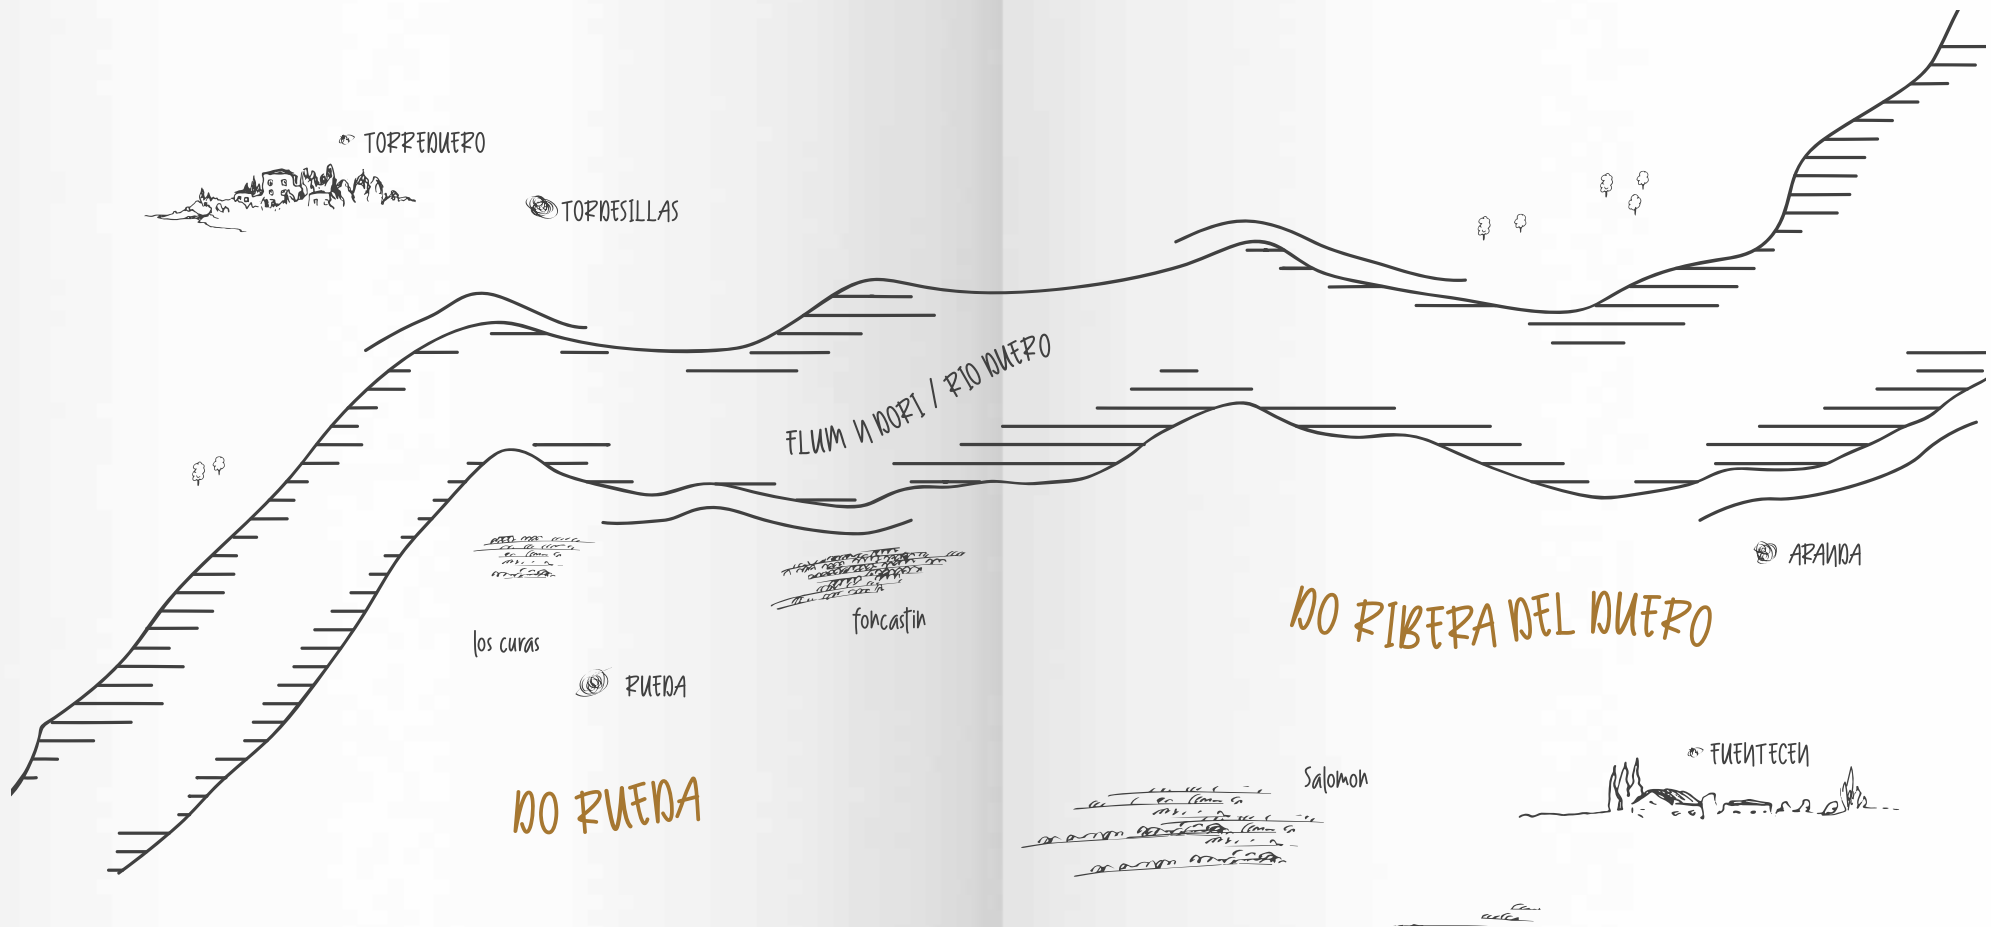 TORREDUERO
TORDESILLAS
FLUM N DORI / RIO DUERO
los curas
foncastin
RUEDA
DO RUEDA
ARANDA
DO RIBERA DEL DUERO
Salomon
FUENTECEN